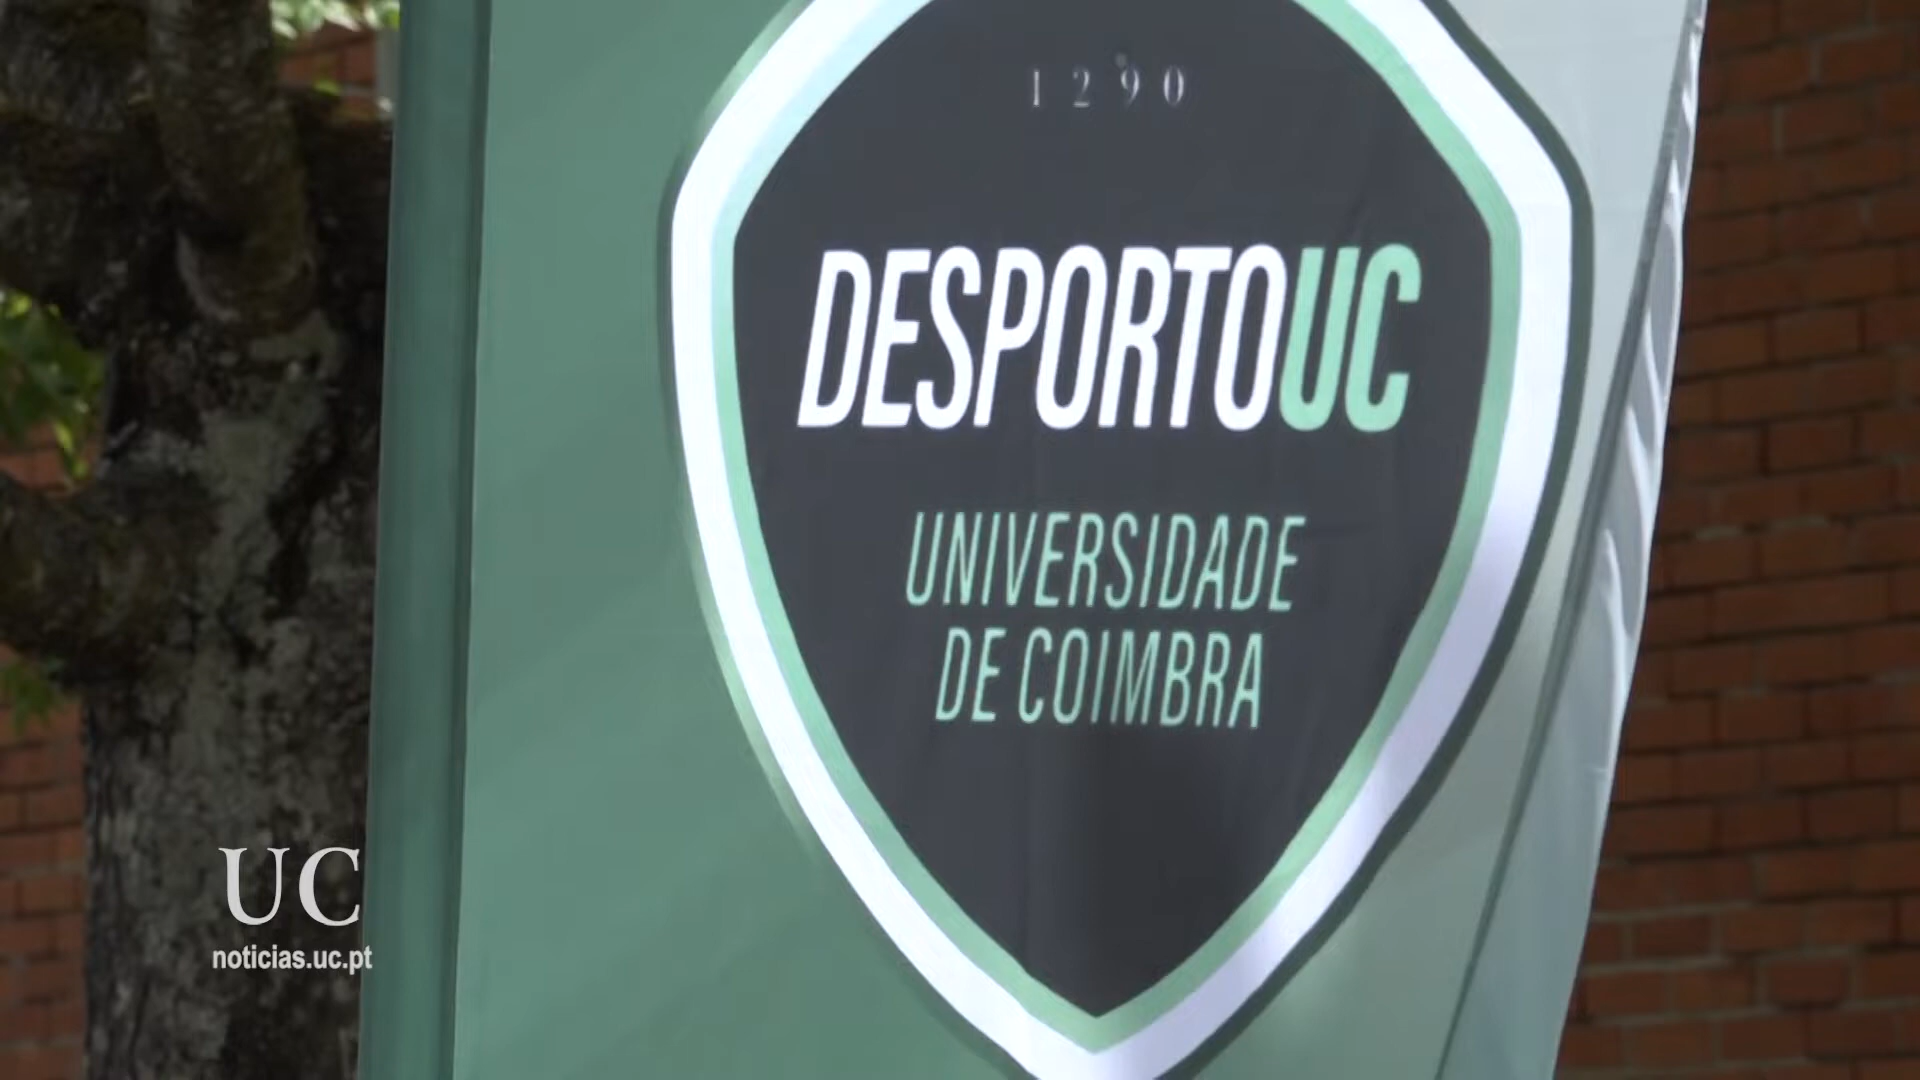 1290
DESPORTOUC
UNIVERSIDADE
DE COIMBRA
UC
noticias.uc.pt